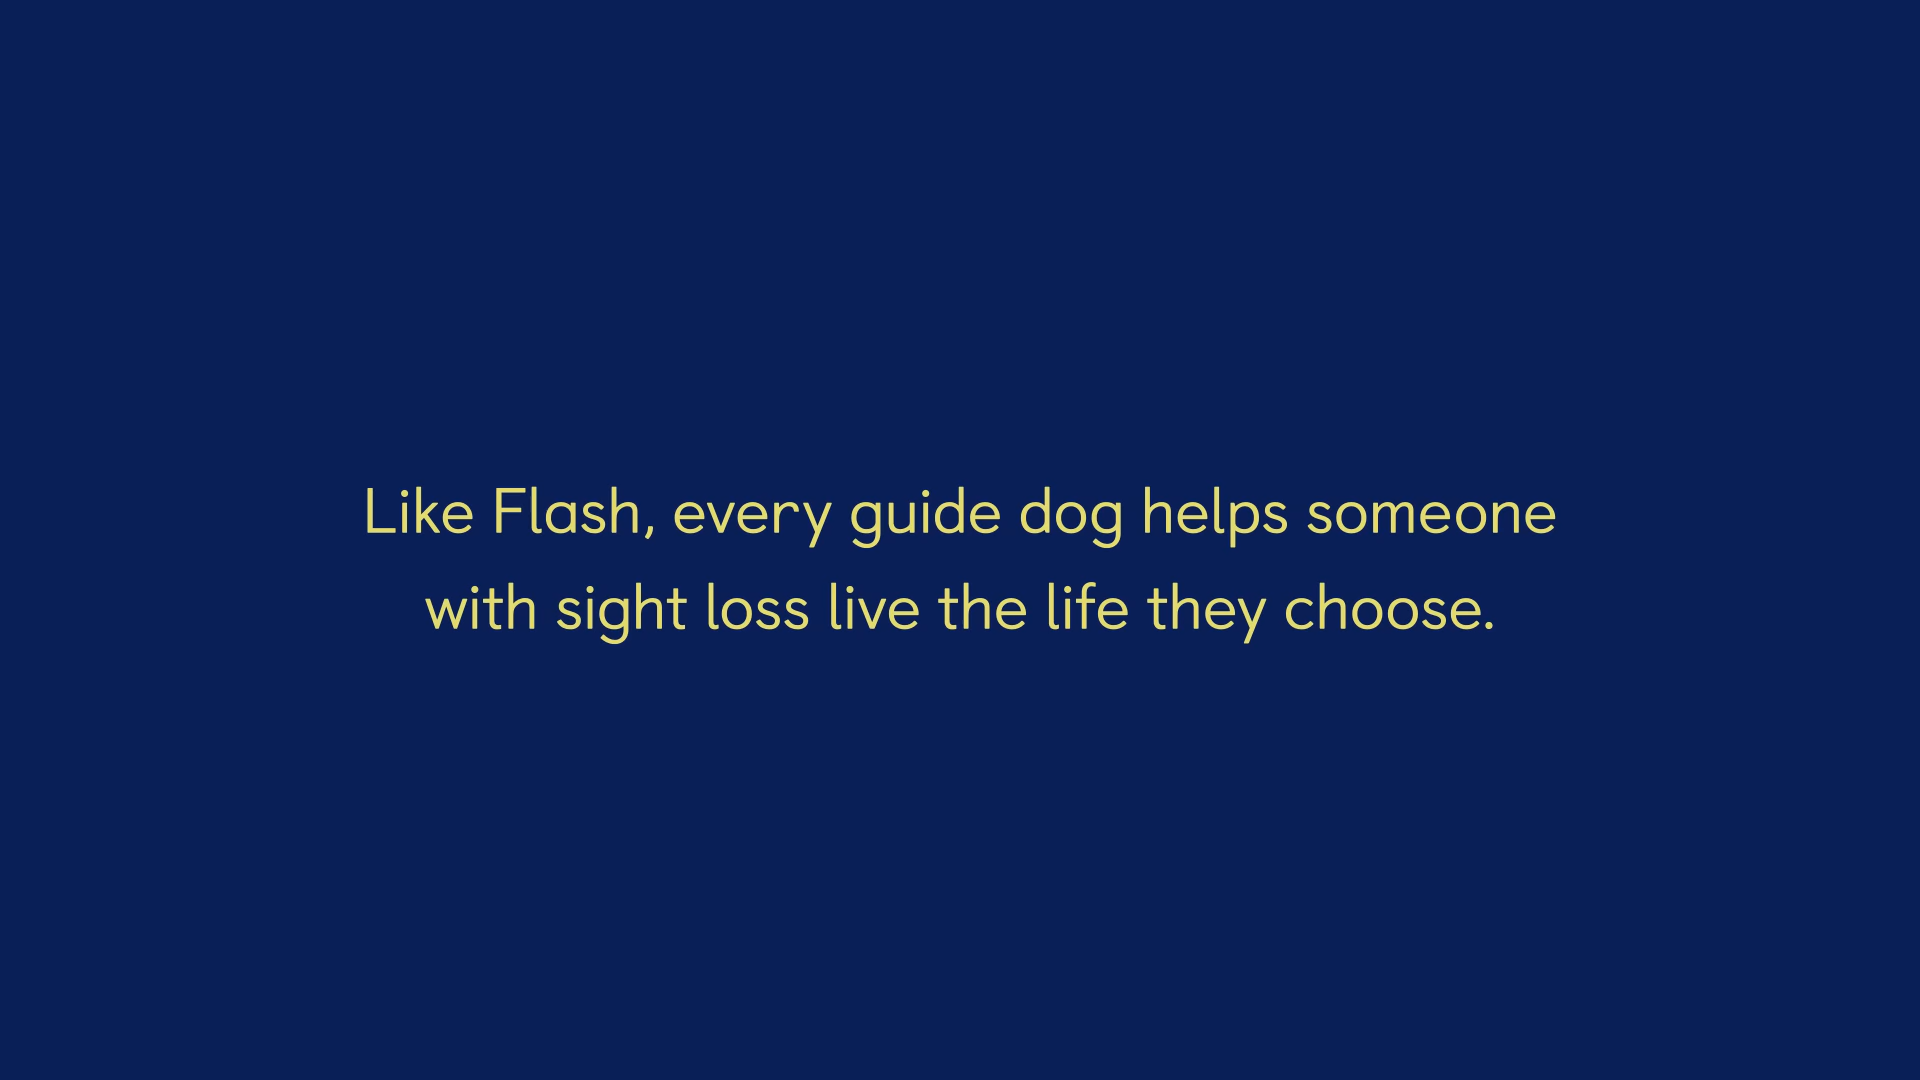 Like Flash, every guide dog helps someone
with sight loss live the life they choose.